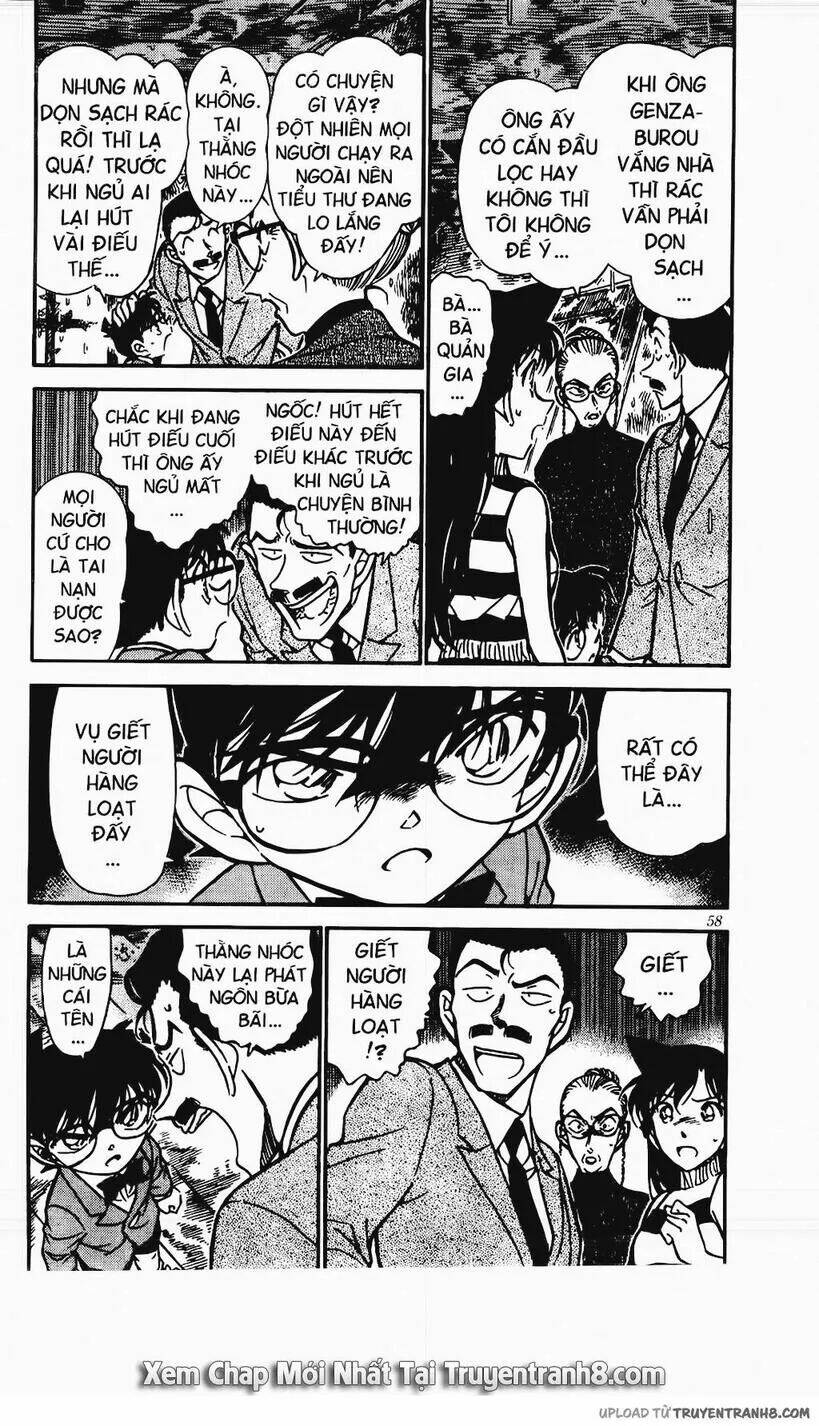 KHI ÔNG
GENZA-
BUROU
VẮNG NHÀ
THÌ RÁC
VẪN PHẢI
DỌN
SẠCH
...
ÔNG ẤY
CÓ CẮN ĐẦU
LỌC HAY
KHÔNG THÌ
TÔI KHÔNG
ĐỂ Ý...
BÀ...
BÀ
QUẢN
GIA
...
CÓ CHUYỆN
GÌ VẬY?
ĐỘT NHIÊN MỌI
NGƯỜI CHẠY RA
NGOÀI NÊN
TIỂU THƯ ĐANG
LO LẮNG
ĐẤY!
À,
KHÔNG.
TẠI
THẰNG
NHÓC
NÀY...
NHƯNG MÀ
DỌN SẠCH RÁC
RỒI THÌ LẠ
QUÁ! TRƯỚC
KHI NGỦ AI
LẠI HÚT
VÀI ĐIẾU
THẾ...
NGỐC! HÚT HẾT
ĐIẾU NÀY ĐẾN
ĐIẾU KHÁC TRƯỚC
KHI NGỦ LÀ
CHUYỆN BÌNH
THƯỜNG!
CHẮC KHI ĐANG
HÚT ĐIẾU CUỐI
THÌ ÔNG ẤY
NGỦ MẤT
...
MỌI
NGƯỜI
CỨ CHO
LÀ TAI
NẠN
ĐƯỢC
SAO?
RẤT CÓ
THỂ ĐÂY
LÀ...
VỤ GIẾT
NGƯỜI
HÀNG
LOẠT
ĐẤY
...
58
GIẾT
...
GIẾT
NGƯỜI
HÀNG
LOẠT
!?
THẰNG NHÓC
NÀY LẠI PHÁT
NGÔN BỪA
BÃI...
LÀ
NHỮNG
CÁI
TÊN
...
Xem Chap Mới Nhất Tại Truyentranh8.com
UPLOAD TỪ TRUYENTRANH8.COM